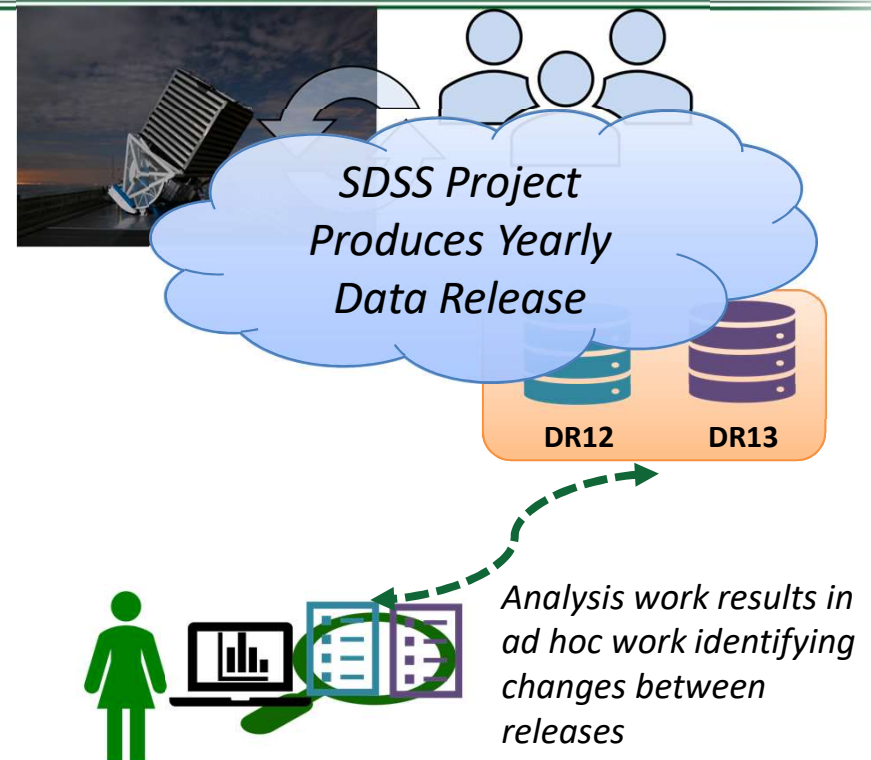 SDSS Project
Produces Yearly
Data Release
DR12
DR13
Analysis work results in
ad hoc work identifying
changes between
releases